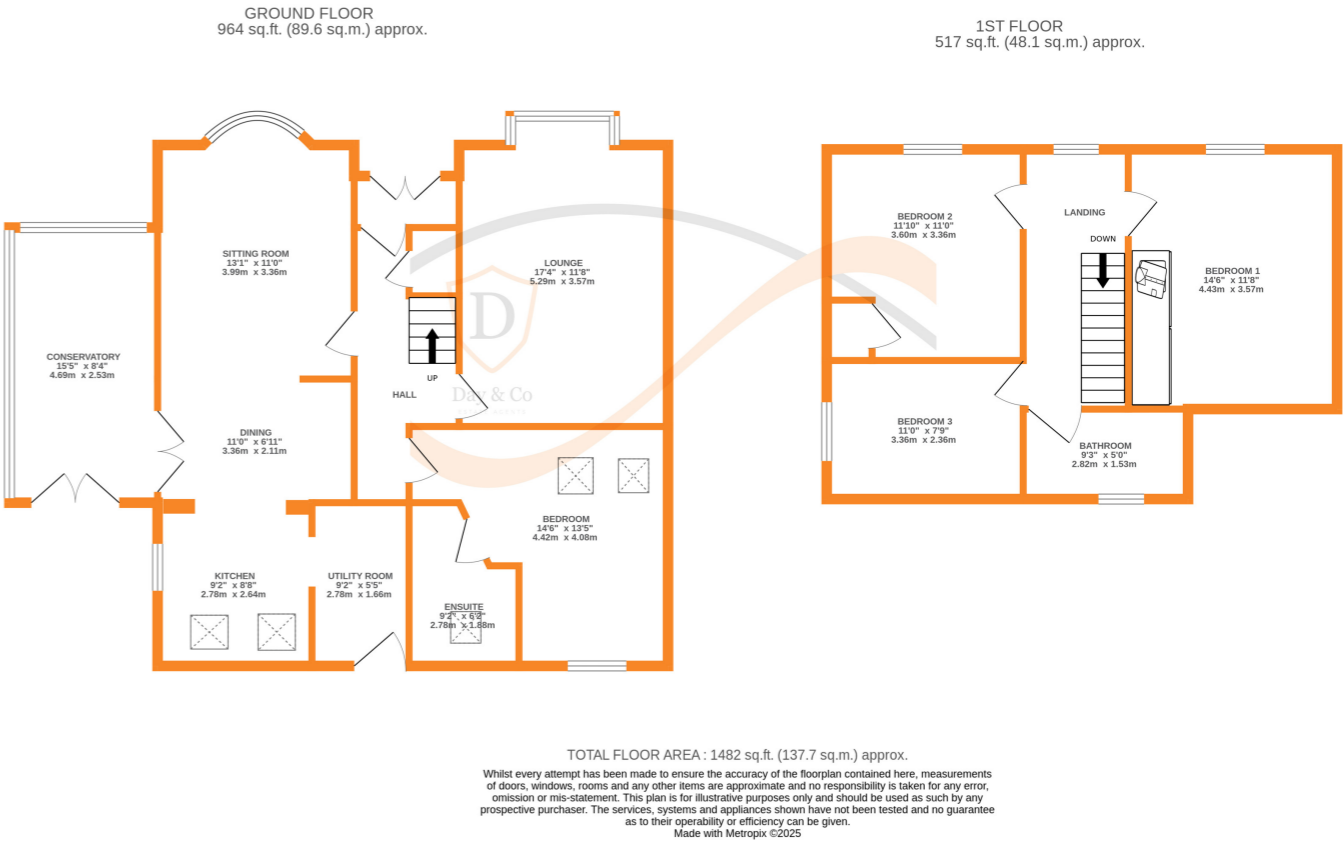 GROUND FLOOR
964 sq.ft. (89.6 sq.m.) approx.
1ST FLOOR
517 sq.ft. (48.1 sq.m.) approx.
SITTING ROOM
13'1" x 11'0"
3.99m x 3.36m
LOUNGE
17'4" x 11'8"
5.29m x 3.57m
CONSERVATORY
15'5" x 8'4"
4.69m x 2.53m
UP
HALL
D
Day & Co
DINING
11'0" x 6'11"
3.36m x 2.11m
BEDROOM
14'6" x 13'5"
4.42m x 4.08m
KITCHEN
9'2" x 8'8"
2.78m x 2.64m
UTILITY ROOM
9'2" x 5'5"
2.78m x 1.66m
ENSUITE
9'2" x 6'2"
2.78m x 1.88m
BEDROOM 2
11'10" x 11'0"
3.60m x 3.36m
LANDING
DOWN
BEDROOM 1
14'6" x 11'8"
4.43m x 3.57m
BEDROOM 3
11'0" x 7'9"
3.36m x 2.36m
BATHROOM
9'3" x 5'0"
2.82m x 1.53m
TOTAL FLOOR AREA : 1482 sq.ft. (137.7 sq.m.) approx.
Whilst every attempt has been made to ensure the accuracy of the floorplan contained here, measurements
of doors, windows, rooms and any other items are approximate and no responsibility is taken for any error,
omission or mis-statement. This plan is for illustrative purposes only and should be used as such by any
prospective purchaser. The services, systems and appliances shown have not been tested and no guarantee
as to their operability or efficiency can be given.
Made with Metropix ©2025